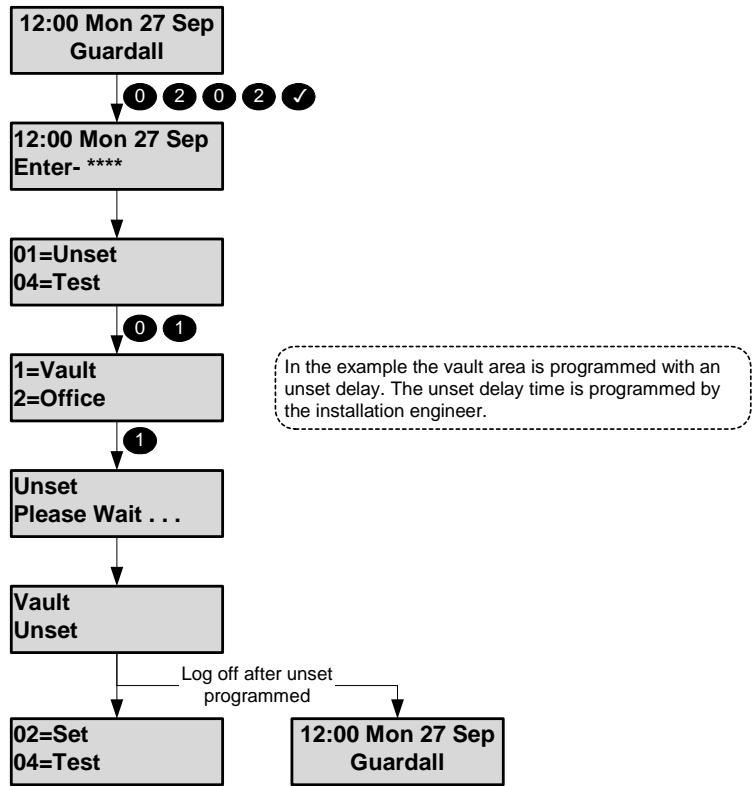 12:00 Mon 27 Sep
Guardall
0 2 0 2 ✓
12:00 Mon 27 Sep
Enter- ****
01=Unset
04=Test
0 1
1=Vault
2=Office
In the example the vault area is programmed with an
unset delay. The unset delay time is programmed by
the installation engineer.
1
Unset
Please Wait . . .
Vault
Unset
Log off after unset
programmed
02=Set
04=Test
12:00 Mon 27 Sep
Guardall